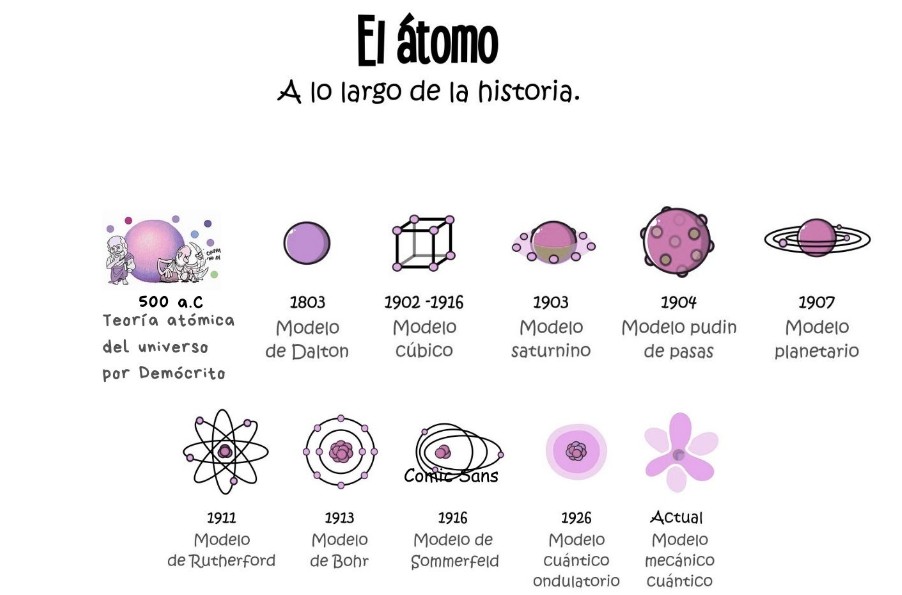 El átomo
A lo largo de la historia.
500 a.C
Teoría atómica
del universo
por Demócrito
1803
Modelo
de Dalton
1902 -1916
Modelo
cúbico
1903
Modelo
saturnino
1904
Modelo pudin
de pasas
1907
Modelo
planetario
1911
Modelo
de Rutherford
1913
Modelo
de Bohr
Comic Sans
1916
Modelo de
Sommerfeld
1926
Modelo
cuántico
ondulatorio
Actual
Modelo
mecánico
cuántico